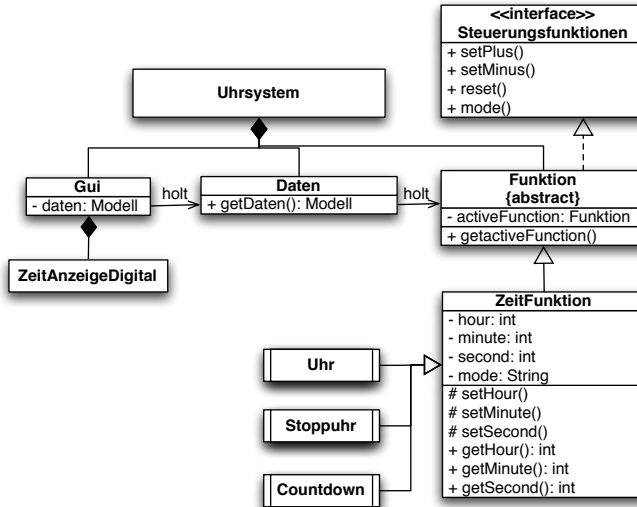 <<interface>>
Steuerungsfunktionen
+ setPlus()
+ setMinus()
+ reset()
+ mode()
Uhrsystem
Gui
- daten: Modell
holt
Daten
+ getDaten(): Modell
holt
Funktion
{abstract}
- activeFunction: Funktion
+ getactiveFunction()
ZeitAnzeigeDigital
ZeitFunktion
- hour: int
- minute: int
- second: int
- mode: String
# setHour()
# setMinute()
# setSecond()
+ getHour(): int
+ getMinute(): int
+ getSecond(): int
Uhr
Stoppuhr
Countdown